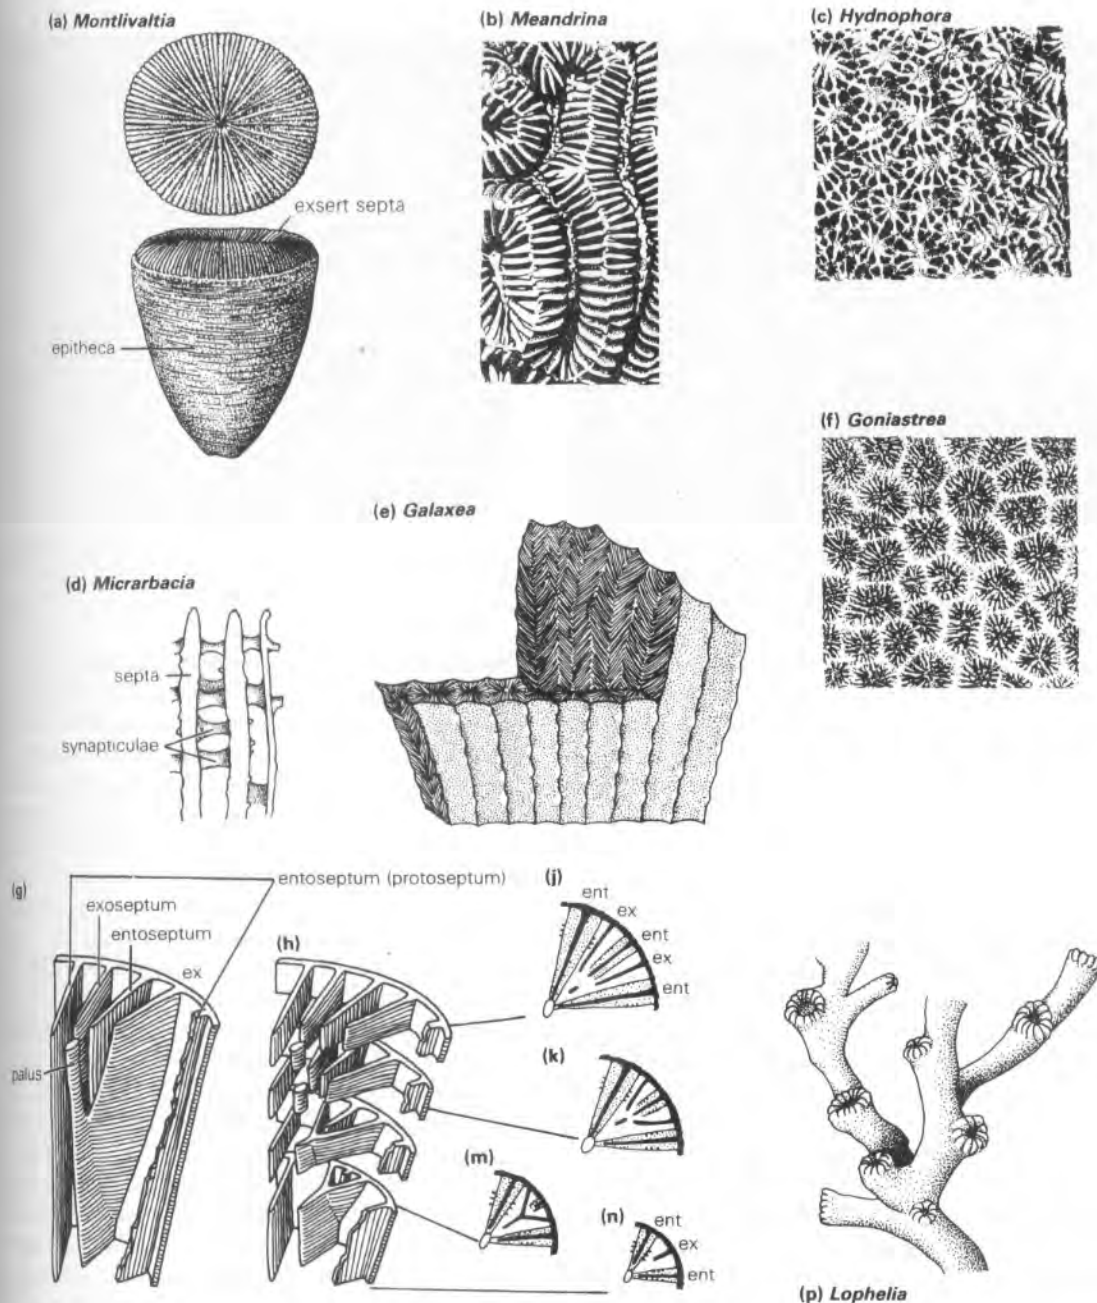 (a) Montlivaltia
(b) Meandrina
(c) Hydnophora
exsert septa
epitheca
(f) Goniastrea
(e) Galaxea
(d) Micrarbacia
septa
synapticulae
(g)
entoseptum (protoseptum)
exoseptum
entoseptum
ex
palus
(h)
(j)
ent
ex
ent
ex
ent
(k)
(m)
(n)
ent
ex
ent
(p) Lophelia